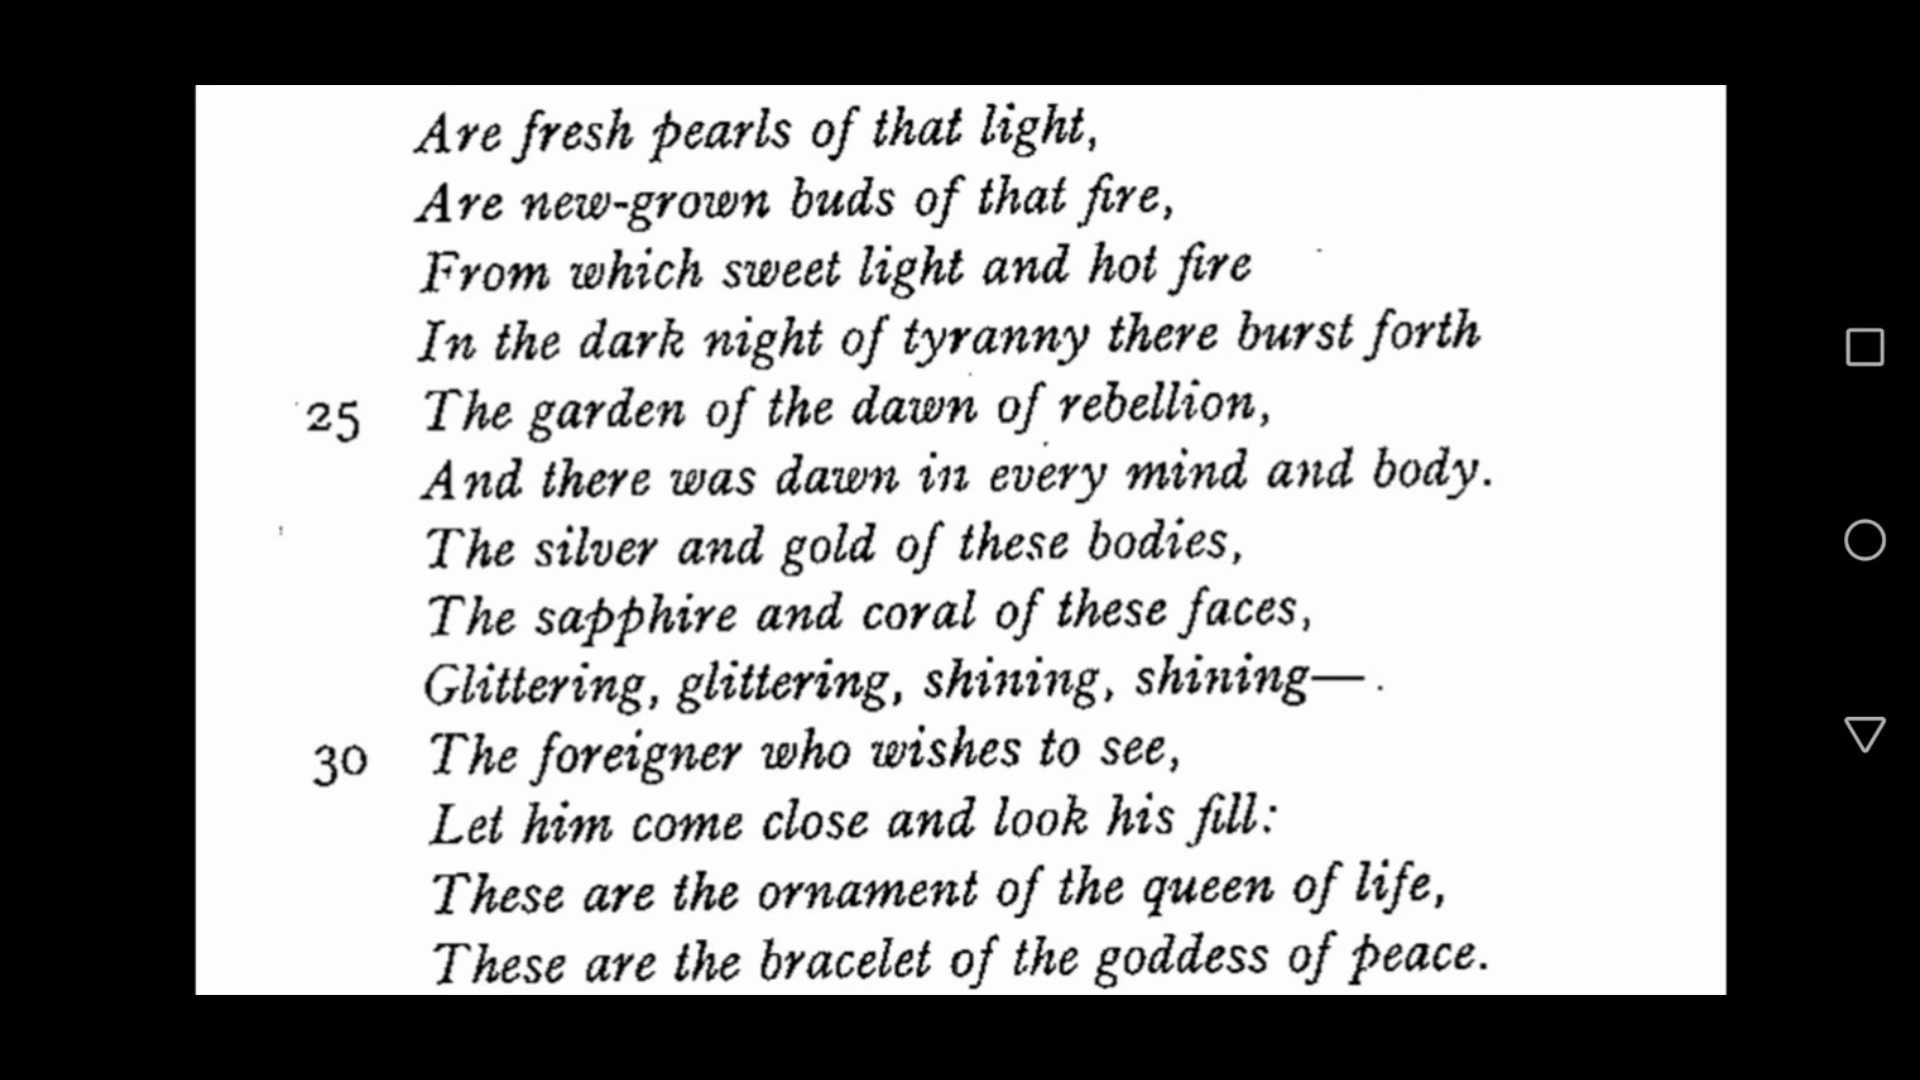 Are fresh pearls of that light,
Are new-grown buds of that fire,
From which sweet light and hot fire
In the dark night of tyranny there burst forth
25 The garden of the dawn of rebellion,
And there was dawn in every mind and body.
The silver and gold of these bodies,
The sapphire and coral of these faces,
Glittering, glittering, shining, shining—
30 The foreigner who wishes to see,
Let him come close and look his fill:
These are the ornament of the queen of life,
These are the bracelet of the goddess of peace.